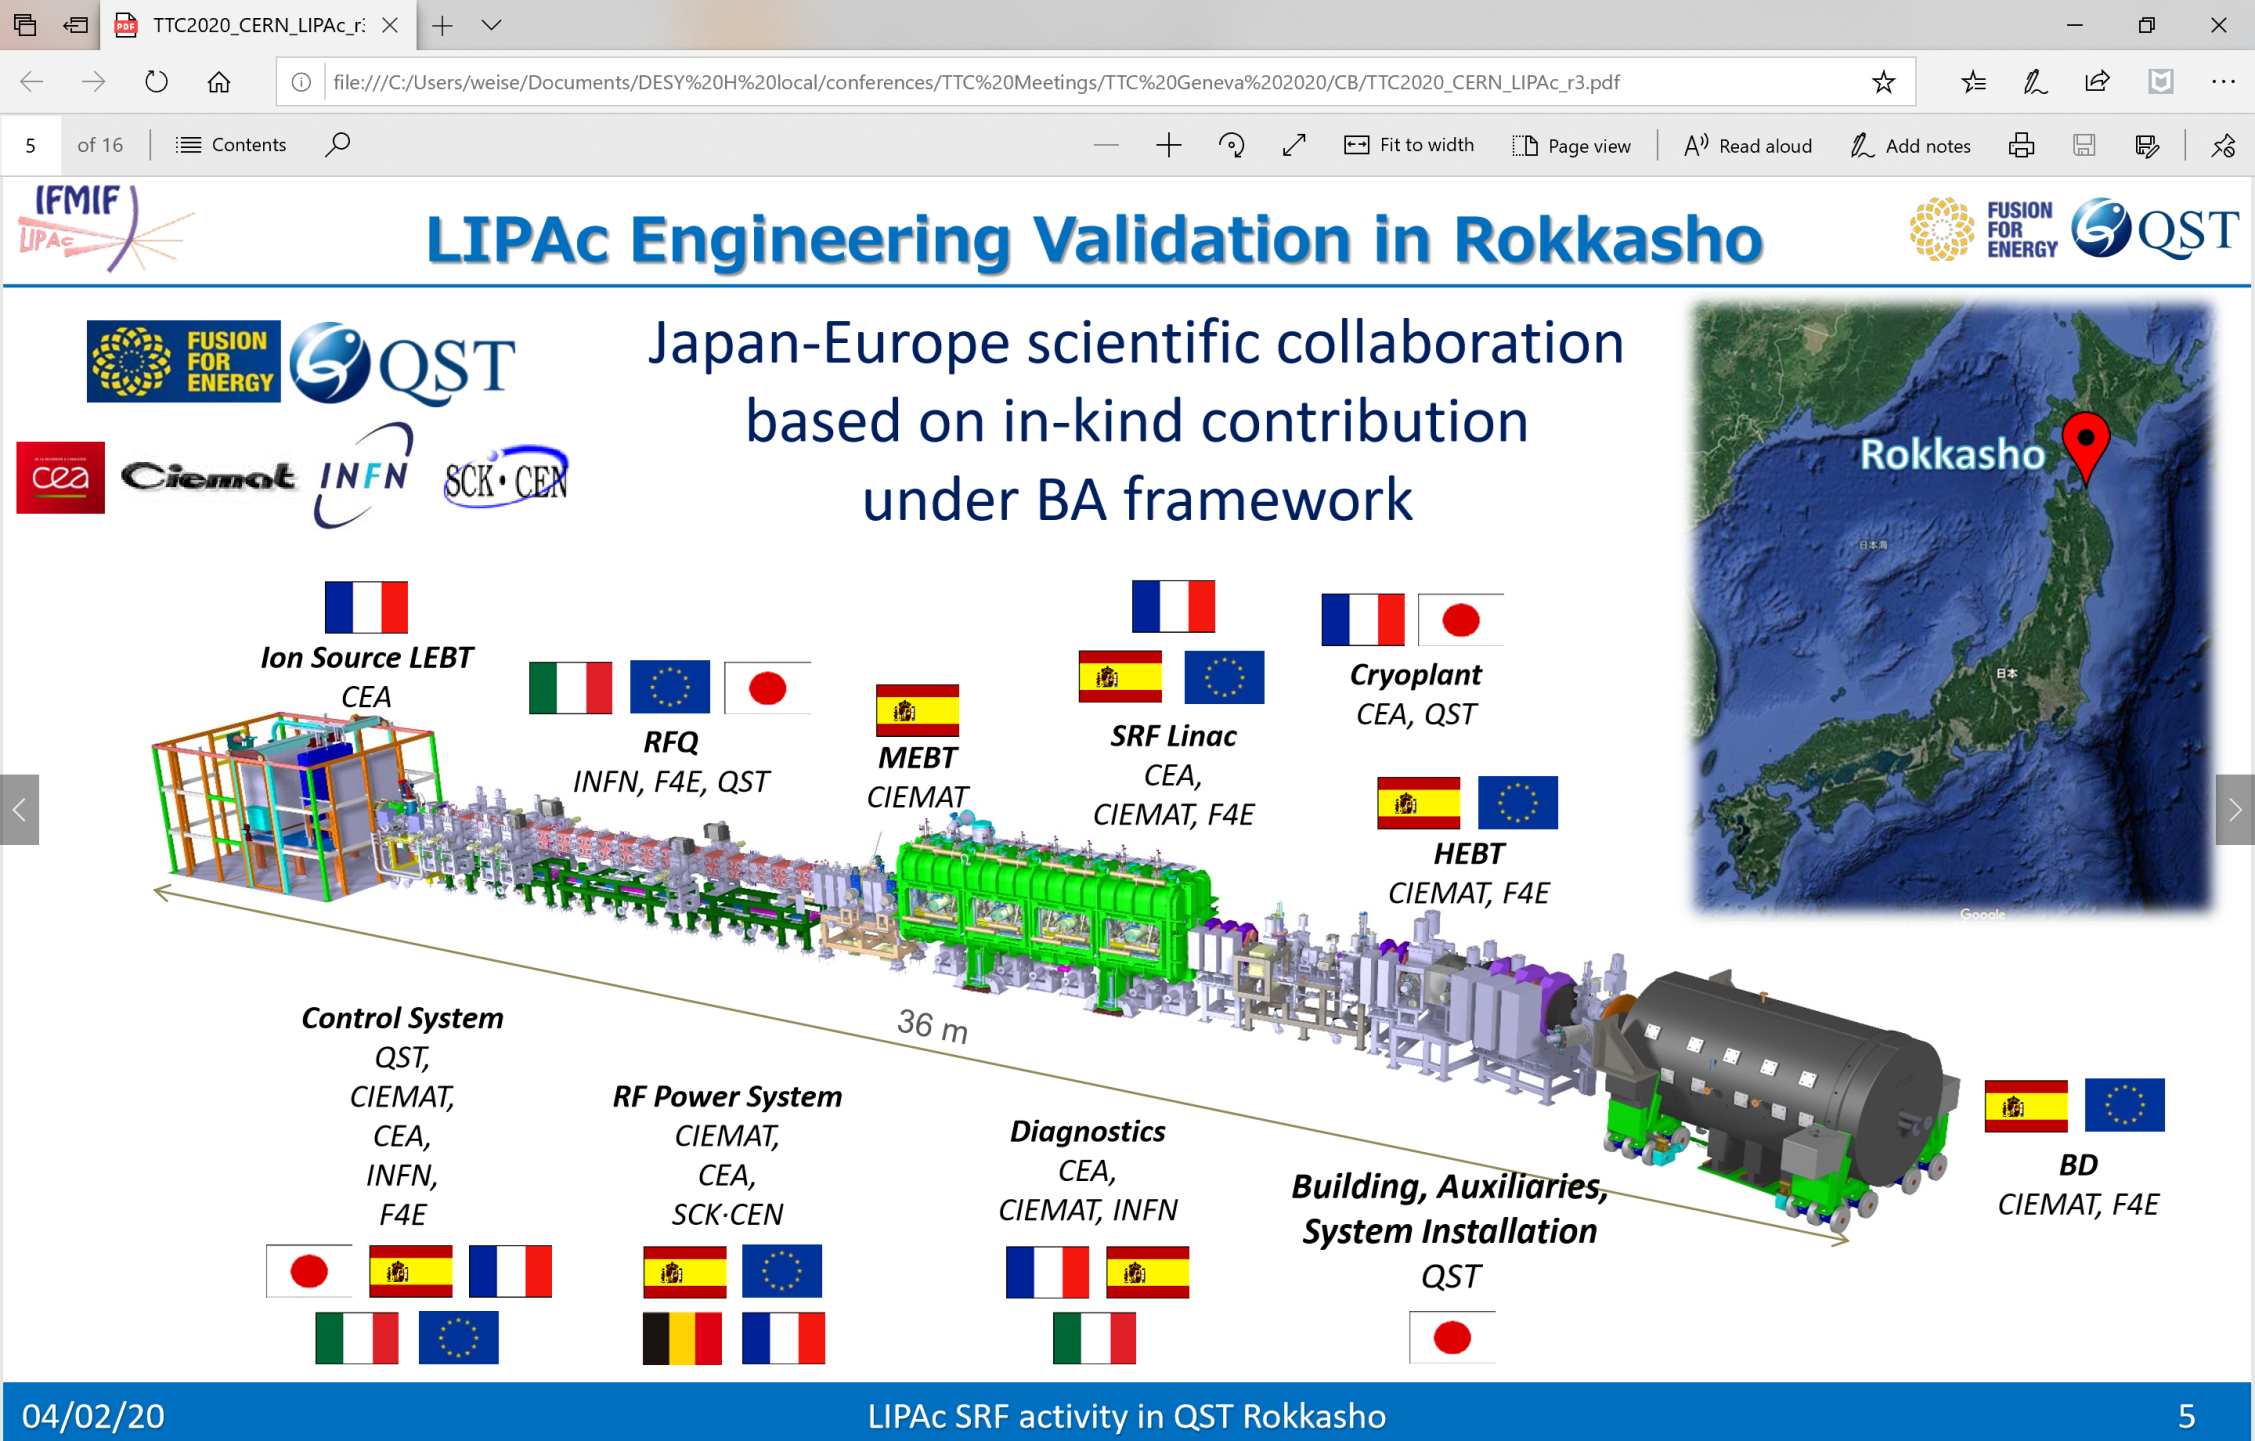 TTC2020_CERN_LIPAc_r3
file:///C:/Users/weise/Documents/DESY%20H%20local/conferences/TTC%20Meetings/TTC%20Geneva%202020/CB/TTC2020_CERN_LIPAc_r3.pdf
5 of 16 Contents Fit to width Page view Read aloud Add notes
IFMIF
LIPAc
LIPAc Engineering Validation in Rokkasho
FUSION
FOR
ENERGY
QST
FUSION
FOR
ENERGY
QST
cea
Ciemat
INFN
SCK·CEN
Japan-Europe scientific collaboration
based on in-kind contribution
under BA framework
Rokkasho
日本海
日本
Google
Ion Source LEBT
CEA
RFQ
INFN, F4E, QST
MEBT
CIEMAT
SRF Linac
CEA,
CIEMAT, F4E
Cryoplant
CEA, QST
HEBT
CIEMAT, F4E
36 m
Control System
QST,
CIEMAT,
CEA,
INFN,
F4E
RF Power System
CIEMAT,
CEA,
SCK·CEN
Diagnostics
CEA,
CIEMAT, INFN
Building, Auxiliaries,
System Installation
QST
BD
CIEMAT, F4E
04/02/20 LIPAc SRF activity in QST Rokkasho 5